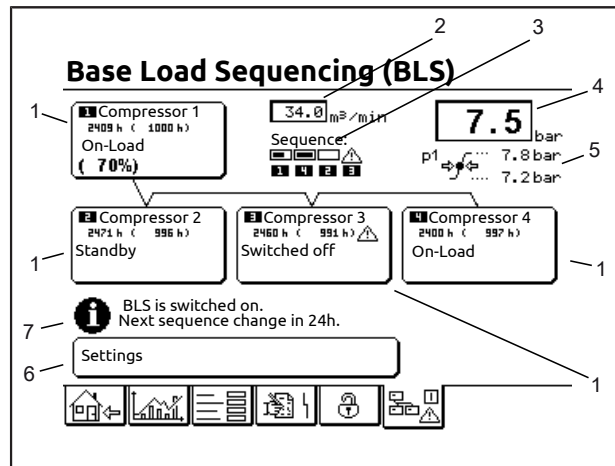 2
3
Base Load Sequencing (BLS)
4
1
1 Compressor 1
2409 h ( 1000 h)
On-Load
( 70%)
34.0 m³/min
Sequence:
1 4 2 3
7.5 bar
p1
7.8 bar
7.2 bar
5
2 Compressor 2
2471 h ( 996 h)
Standby
3 Compressor 3
2460 h ( 991 h)
Switched off
4 Compressor 4
2400 h ( 997 h)
On-Load
1
1
7
BLS is switched on.
Next sequence change in 24h.
6
Settings
1